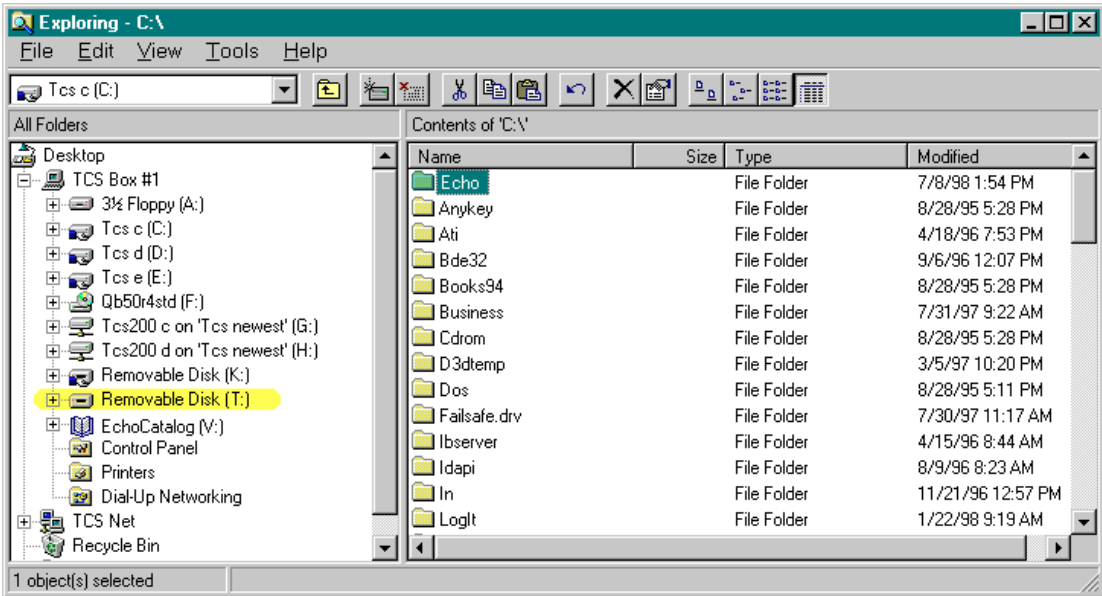 Exploring - C:\
File Edit View Tools Help
Tcs c (C:)
All Folders
Contents of 'C:\'
Desktop
TCS Box #1
3½ Floppy (A:)
Tcs c (C:)
Tcs d (D:)
Tcs e (E:)
Qb50r4std (F:)
Tcs200 c on 'Tcs newest' (G:)
Tcs200 d on 'Tcs newest' (H:)
Removable Disk (K:)
Removable Disk (T:)
EchoCatalog (V:)
Control Panel
Printers
Dial-Up Networking
TCS Net
Recycle Bin
Name Size Type Modified
Echo File Folder 7/8/98 1:54 PM
Anykey File Folder 8/28/95 5:28 PM
Ati File Folder 4/18/96 7:53 PM
Bde32 File Folder 9/6/96 12:07 PM
Books94 File Folder 8/28/95 5:28 PM
Business File Folder 7/31/97 9:22 AM
Cdrom File Folder 8/28/95 5:28 PM
D3dtemp File Folder 3/5/97 10:20 PM
Dos File Folder 8/28/95 5:11 PM
Failsafe.drv File Folder 7/30/97 11:17 AM
Ibserver File Folder 4/15/96 8:44 AM
Idapi File Folder 8/9/96 8:23 AM
In File Folder 11/21/96 12:57 PM
LogIt File Folder 1/22/98 9:19 AM
1 object(s) selected